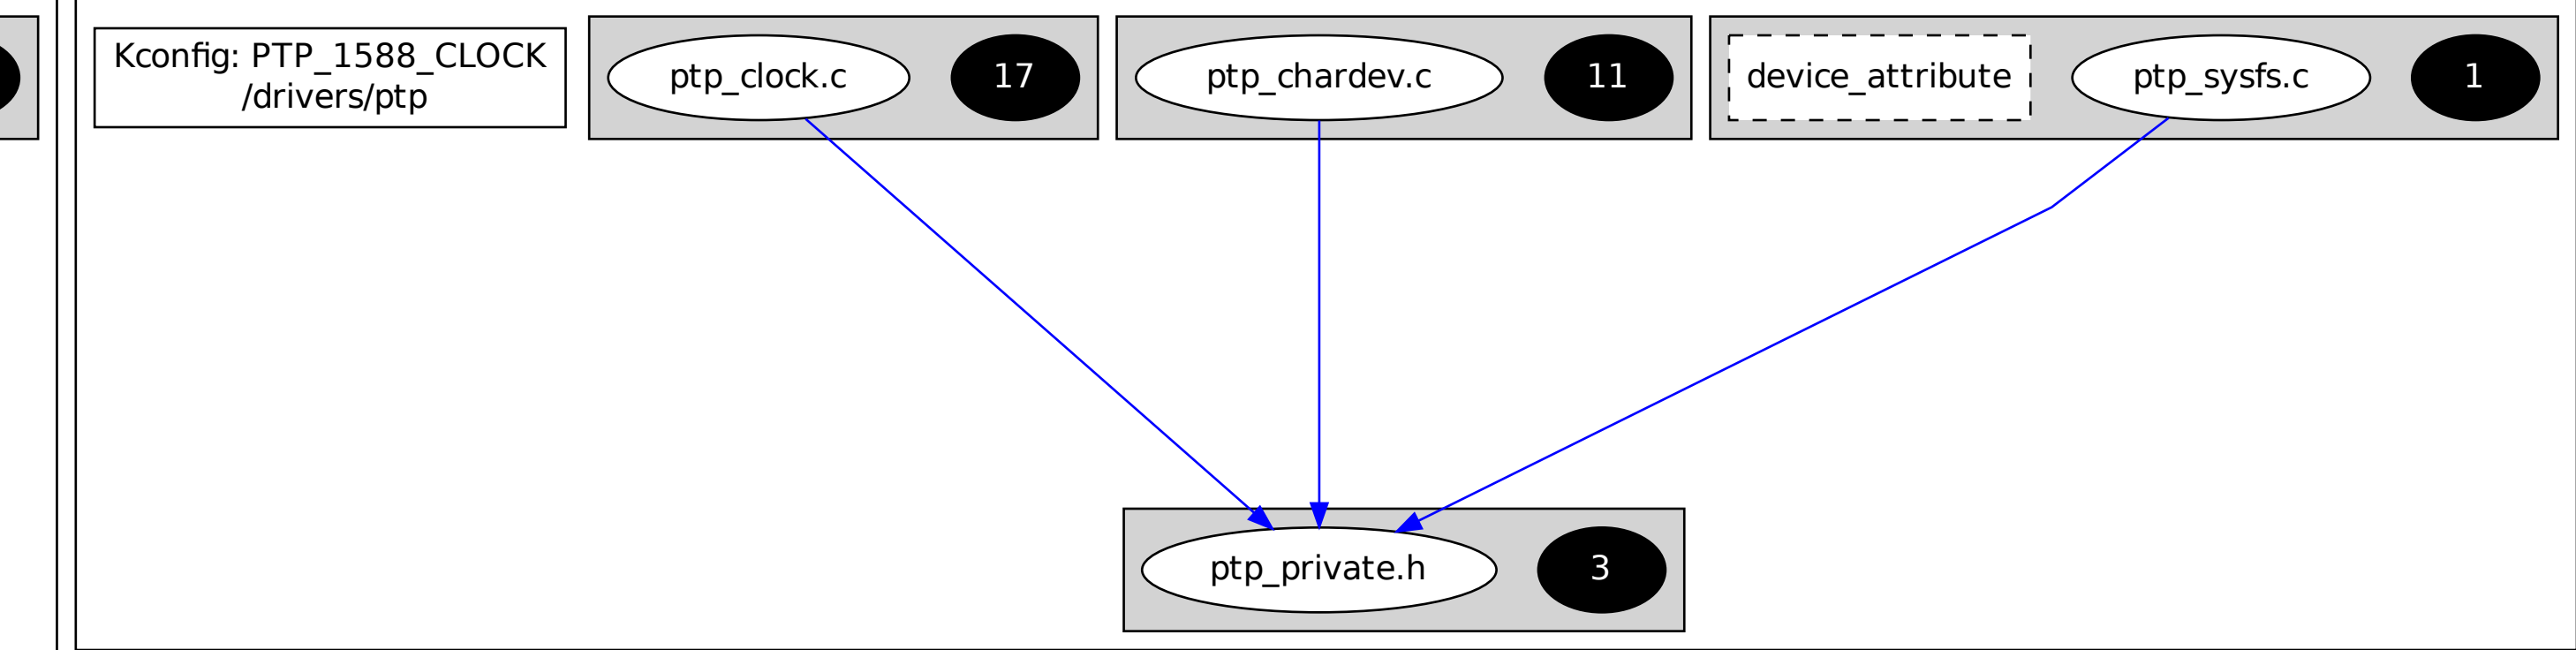 Kconfig: PTP_1588_CLOCK
/drivers/ptp
ptp_clock.c
17
ptp_chardev.c
11
device_attribute
ptp_sysfs.c
1
ptp_private.h
3